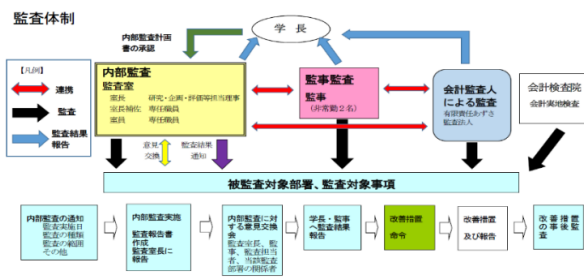 監査体制
内部監査計画
書の承認
学長
【凡例】
連携
監査
監査結果
報告
内部監査
監査室
室長 研究・企画・評価等担当理事
室長補佐 専任職員
室員 専任職員
監事監査
監事
(非常勤2名)
会計監査人
による監査
有限責任あずさ
監査法人
会計検査院
会計実地検査
意見
交換
監査結果
通知
被監査対象部署、監査対象事項
内部監査の通知
監査実施日
監査の種類
監査の範囲
その他
内部監査実施
監査報告書
作成
監査室長に
報告
内部監査に対
する意見交換
会
監査室長、監
事、監査担当
者、当該監査
部署の関係者
学長・監事
へ監査結果
報告
改善措置
命令
改善措置
及び報告
改善措置
の事後監
査